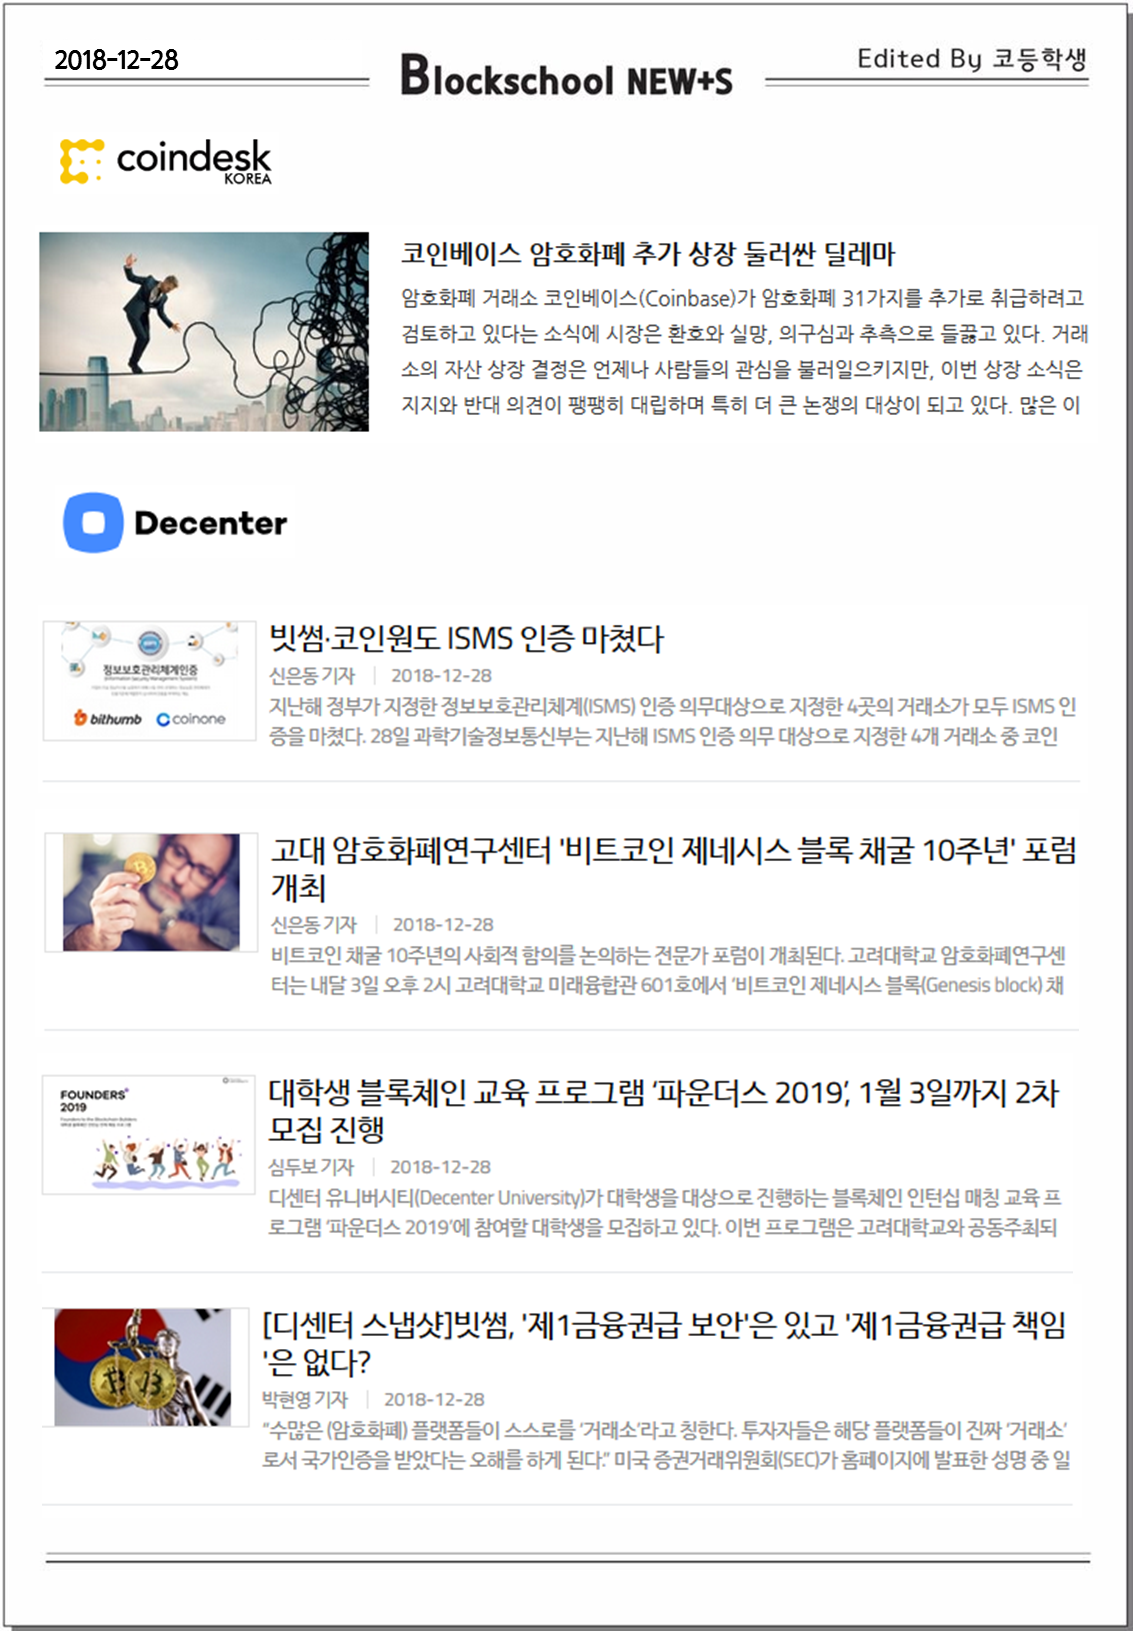 2018-12-28
Blockschool NEW+S
Edited By 코등학생
coindesk
KOREA
코인베이스 암호화폐 추가 상장 둘러싼 딜레마
암호화폐 거래소 코인베이스(Coinbase)가 암호화폐 31가지를 추가로 취급하려고
검토하고 있다는 소식에 시장은 환호와 실망, 의구심과 추측으로 들끓고 있다. 거래
소의 자산 상장 결정은 언제나 사람들의 관심을 불러일으키지만, 이번 상장 소식은
지지와 반대 의견이 팽팽히 대립하며 특히 더 큰 논쟁의 대상이 되고 있다. 많은 이
Decenter
정보보호관리체계인증
bithumb coinone
빗썸·코인원도 ISMS 인증 마쳤다
신은동 기자 | 2018-12-28
지난해 정부가 지정한 정보보호관리체계(ISMS) 인증 의무대상으로 지정한 4곳의 거래소가 모두 ISMS 인
증을 마쳤다. 28일 과학기술정보통신부는 지난해 ISMS 인증 의무 대상으로 지정한 4개 거래소 중 코인
고대 암호화폐연구센터 '비트코인 제네시스 블록 채굴 10주년' 포럼
개최
신은동 기자 | 2018-12-28
비트코인 채굴 10주년의 사회적 함의를 논의하는 전문가 포럼이 개최된다. 고려대학교 암호화폐연구센
터는 내달 3일 오후 2시 고려대학교 미래융합관 601호에서 ‘비트코인 제네시스 블록(Genesis block) 채
FOUNDERS
2019
대학생 블록체인 교육 프로그램 ‘파운더스 2019’, 1월 3일까지 2차
모집 진행
심두보 기자 | 2018-12-28
디센터 유니버시티(Decenter University)가 대학생을 대상으로 진행하는 블록체인 인턴십 매칭 교육 프
로그램 ‘파운더스 2019’에 참여할 대학생을 모집하고 있다. 이번 프로그램은 고려대학교와 공동주최되
[디센터 스냅샷]빗썸, '제1금융권급 보안'은 있고 '제1금융권급 책임
'은 없다?
박현영 기자 | 2018-12-28
“수많은 (암호화폐) 플랫폼들이 스스로를 ‘거래소’라고 칭한다. 투자자들은 해당 플랫폼들이 진짜 ‘거래소’
로서 국가인증을 받았다는 오해를 하게 된다.” 미국 증권거래위원회(SEC)가 홈페이지에 발표한 성명 중 일